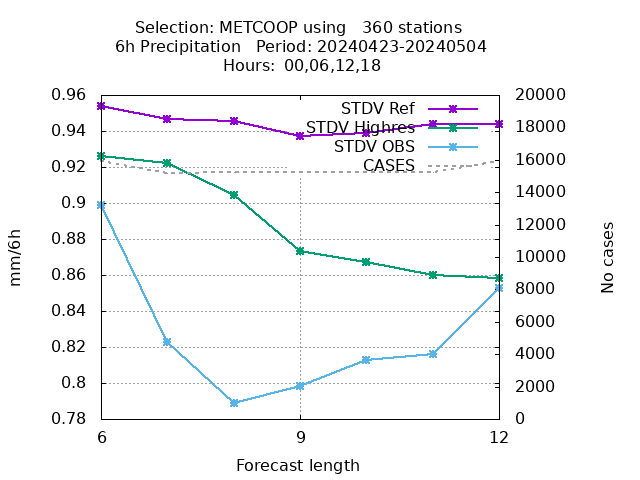 Selection: METCOOP using   360 stations
6h Precipitation   Period: 20240423-20240504
Hours: 00,06,12,18
STDV Ref
STDV Highres
STDV OBS
CASES
0.96
0.94
0.92
0.9
0.88
0.86
0.84
0.82
0.8
0.78
mm/6h
20000
18000
16000
14000
12000
10000
8000
6000
4000
2000
0
No cases
6 9 12
Forecast length